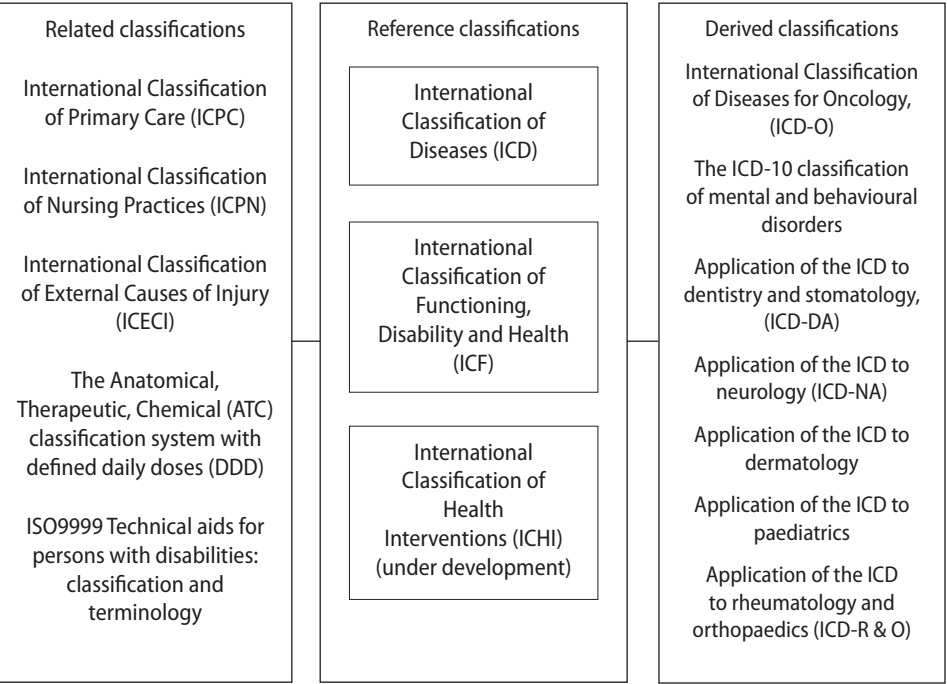 Related classifications
International Classification
of Primary Care (ICPC)
International Classification
of Nursing Practices (ICPN)
International Classification
of External Causes of Injury
(ICECI)
The Anatomical,
Therapeutic, Chemical (ATC)
classification system with
defined daily doses (DDD)
ISO9999 Technical aids for
persons with disabilities:
classification and
terminology
Reference classifications
International
Classification of
Diseases (ICD)
International
Classification of
Functioning,
Disability and Health
(ICF)
International
Classification of
Health
Interventions (ICHI)
(under development)
Derived classifications
International Classification
of Diseases for Oncology,
(ICD-O)
The ICD-10 classification
of mental and behavioural
disorders
Application of the ICD to
dentistry and stomatology,
(ICD-DA)
Application of the ICD to
neurology (ICD-NA)
Application of the ICD to
dermatology
Application of the ICD to
paediatrics
Application of the ICD
to rheumatology and
orthopaedics (ICD-R & O)